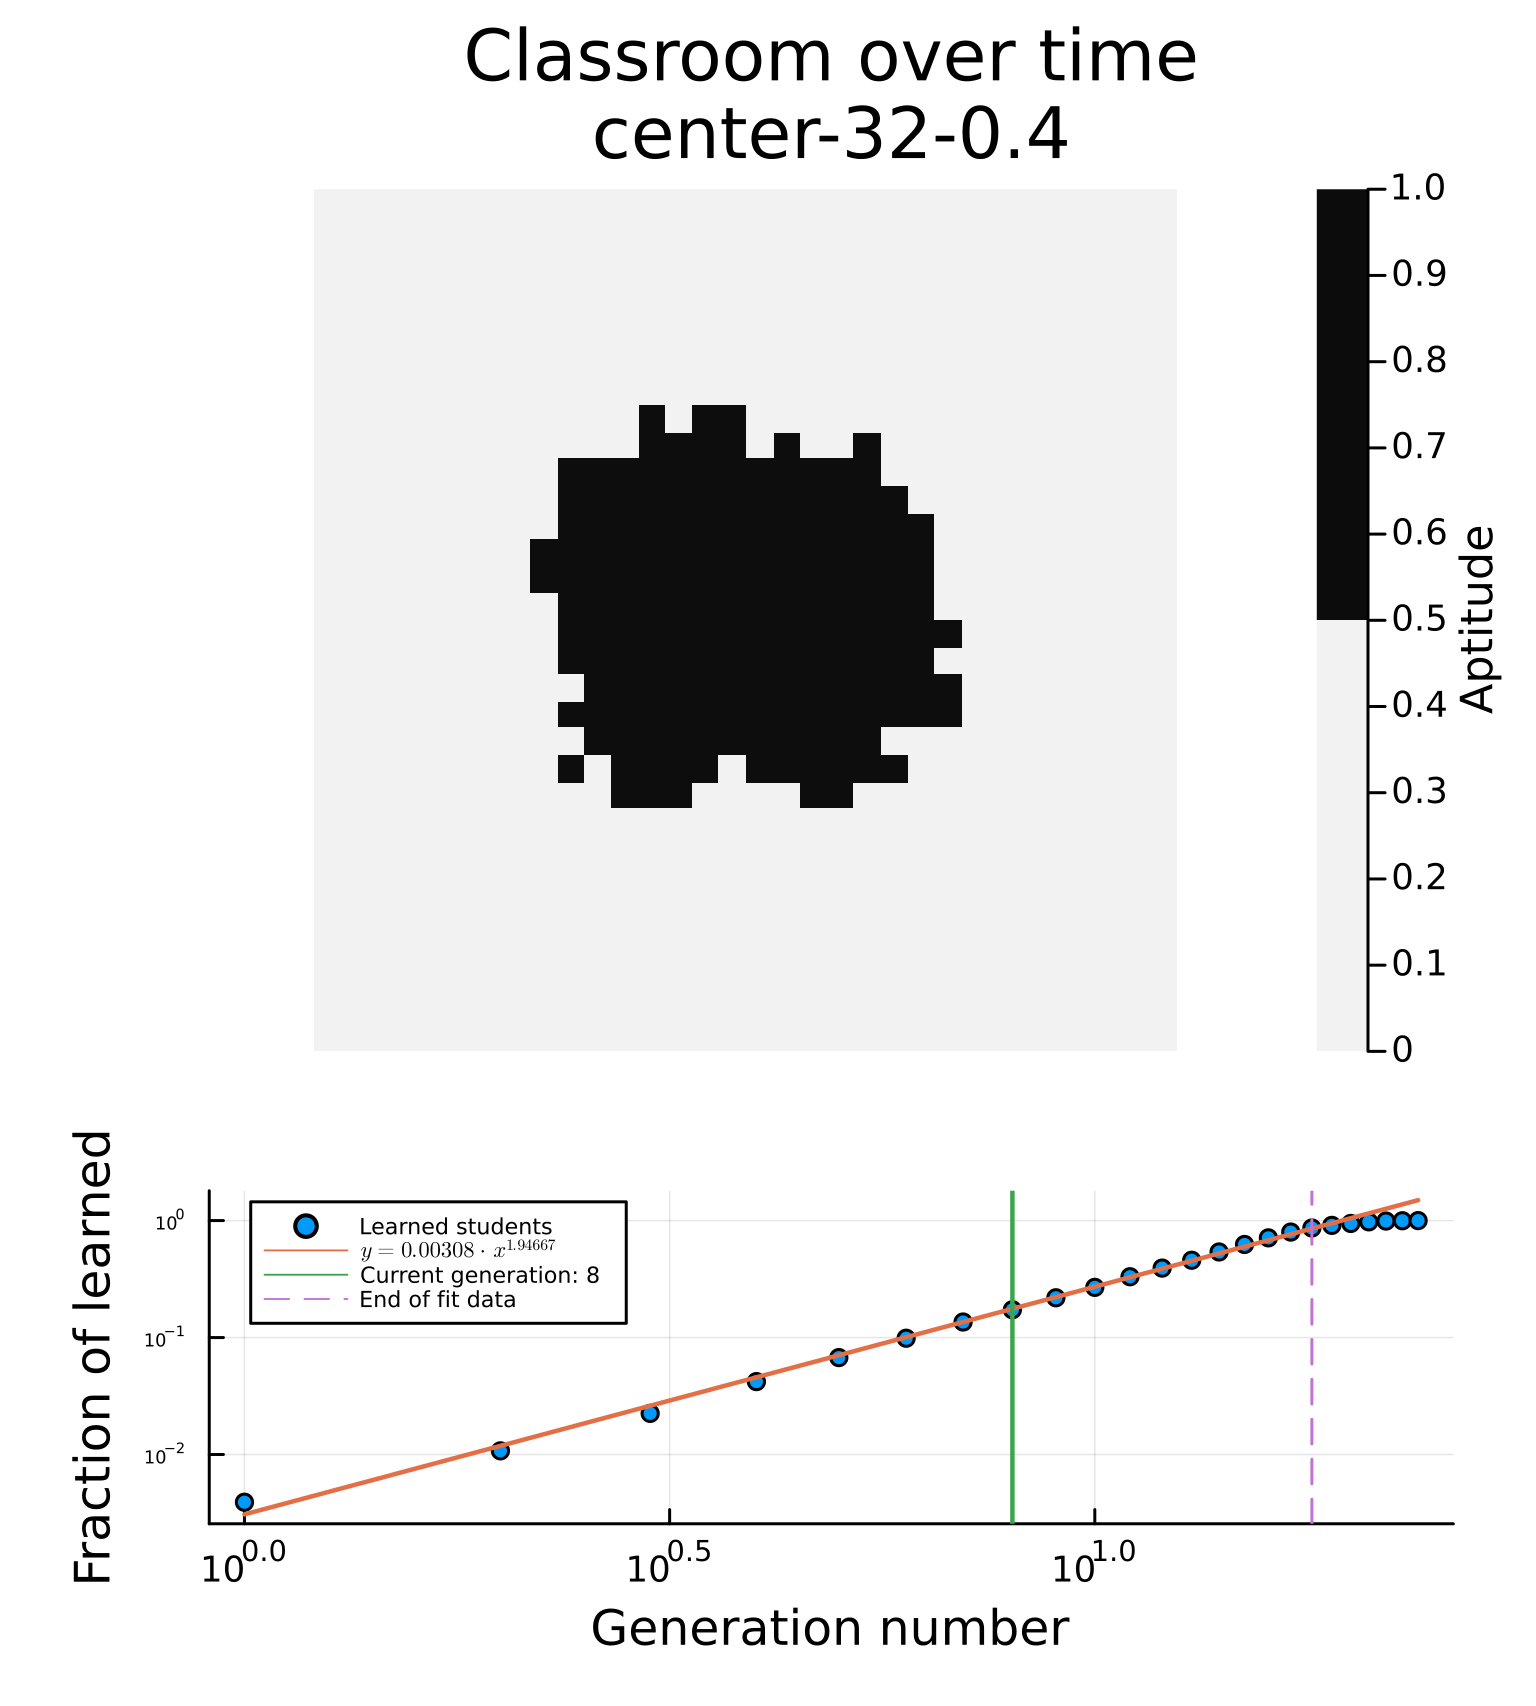 Classroom over time
center-32-0.4
1.0
0.9
0.8
0.7
0.6
0.5
0.4
0.3
0.2
0.1
0
Aptitude
Fraction of learned
10^0
10^−1
10^−2
Learned students
y = 0.00308 · x^1.94667
Current generation: 8
End of fit data
10^0.0
10^0.5
10^1.0
Generation number